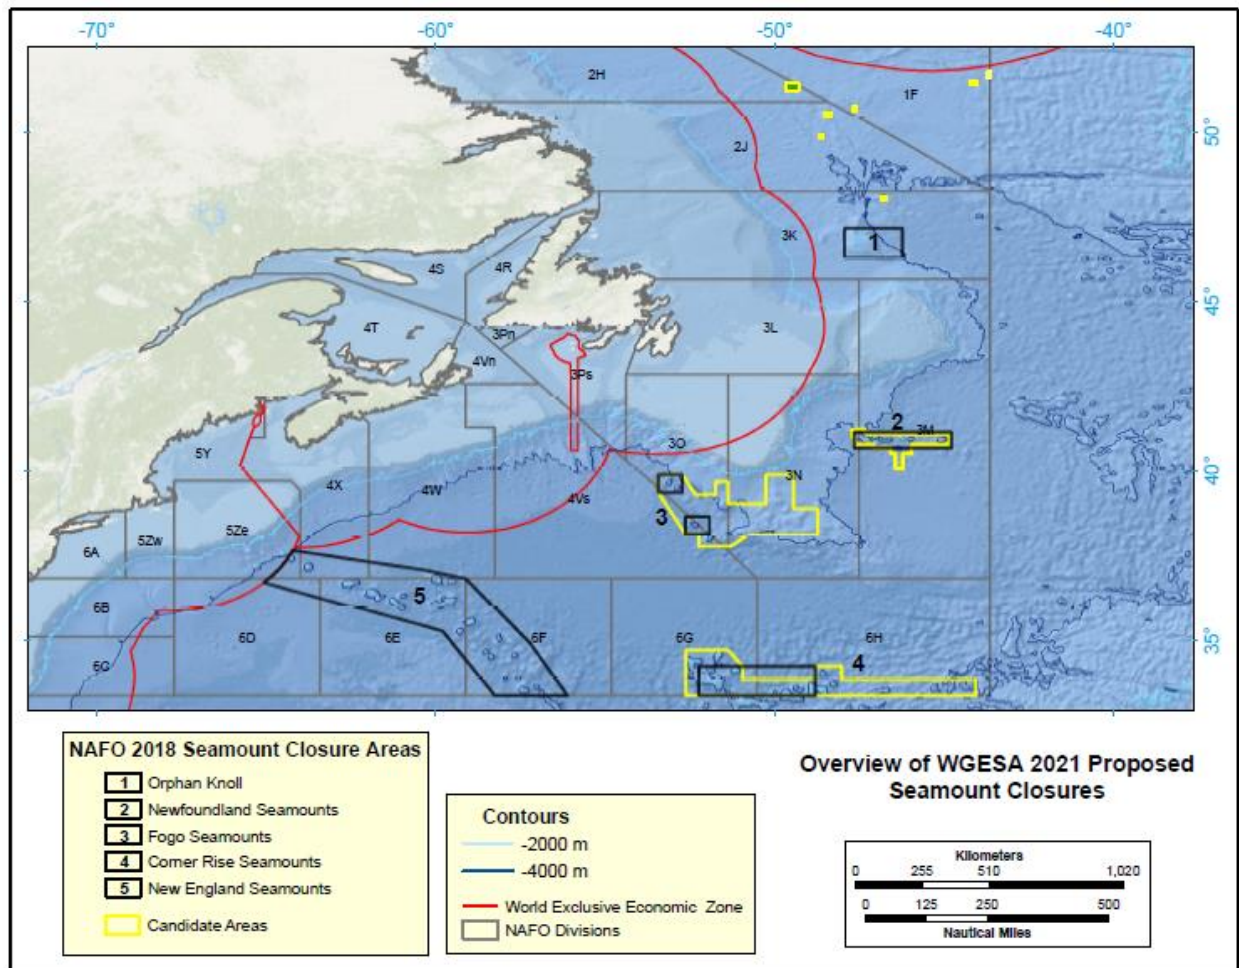 -70° -60° -50° -40°
2H
1F
50°
2J
1
3K
4S
4R
45°
4T
3L
3Pn
4Vn
3Ps
2
3M
5Y
3O
3N
40°
4X
4W
4Vs
3
5Ze
5Zw
6A
5
6B
6D
6E
6F
6G
6H
35°
4
6G
NAFO 2018 Seamount Closure Areas
1 Orphan Knoll
2 Newfoundland Seamounts
3 Fogo Seamounts
4 Corner Rise Seamounts
5 New England Seamounts
Candidate Areas
Contours
-2000 m
-4000 m
World Exclusive Economic Zone
NAFO Divisions
Overview of WGESA 2021 Proposed
Seamount Closures
Kilometers
0 255 510 1,020
0 125 250 500
Nautical Miles